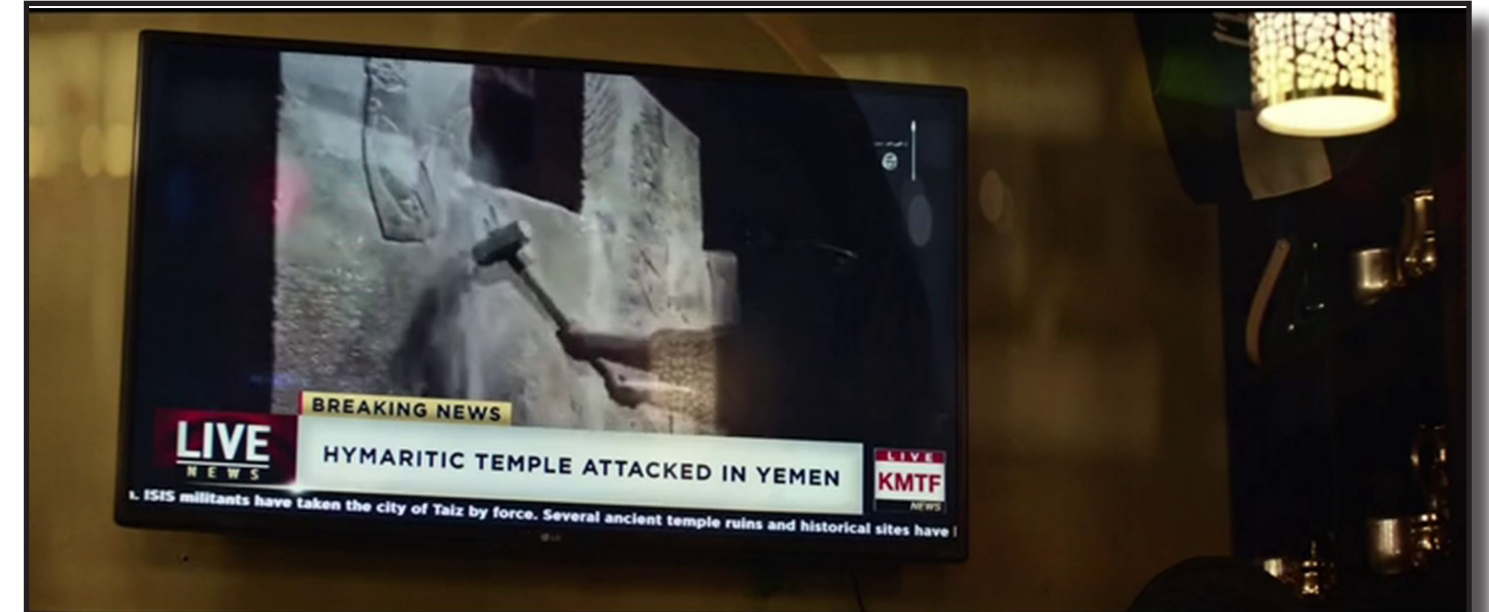 BREAKING NEWS
LIVE
NEWS
HYMARITIC TEMPLE ATTACKED IN YEMEN
LIVE
KMTF
NEWS
. ISIS militants have taken the city of Taiz by force. Several ancient temple ruins and historical sites have
LG